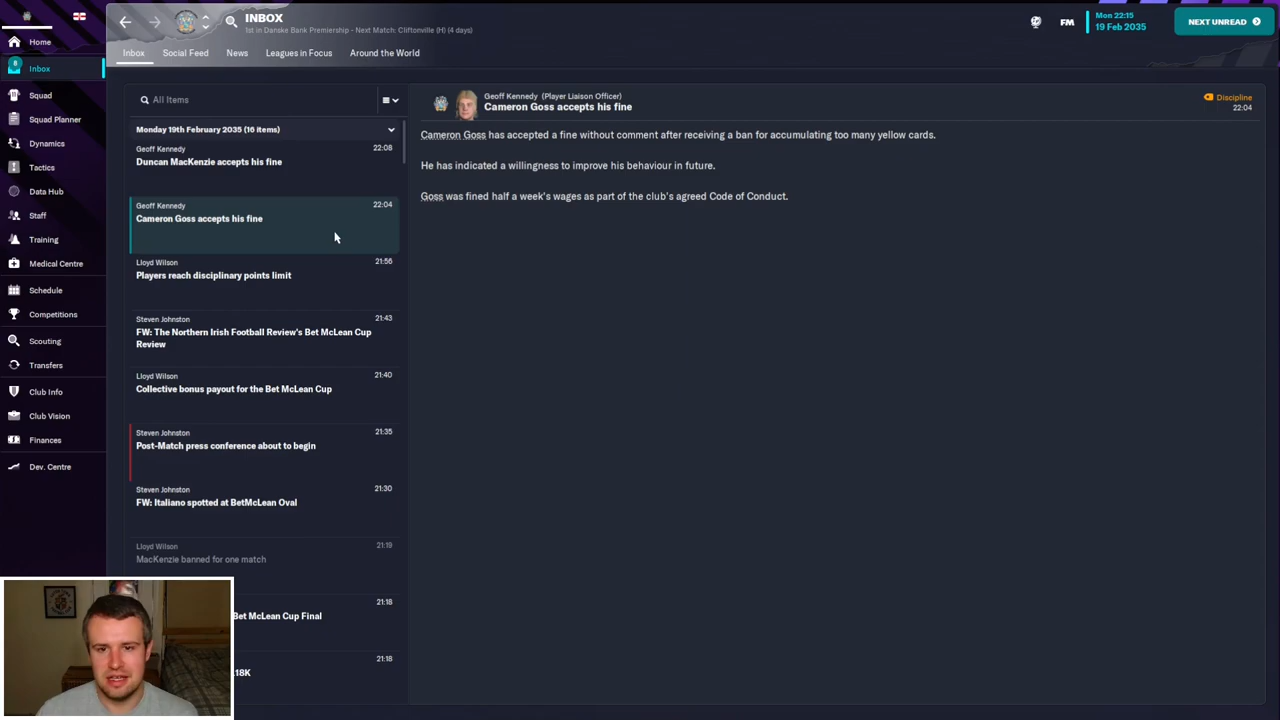 INBOX
1st in Danske Bank Premiership - Next Match: Cliftonville (H) (4 days)
FM
Mon 22:15
19 Feb 2035
NEXT UNREAD
Home
8
Inbox
Squad
Squad Planner
Dynamics
Tactics
Data Hub
Staff
Training
Medical Centre
Schedule
Competitions
Scouting
Transfers
Club Info
Club Vision
Finances
Dev. Centre
Inbox
Social Feed
News
Leagues in Focus
Around the World
All Items
Monday 19th February 2035 (16 items)
Geoff Kennedy 22:08
Duncan MacKenzie accepts his fine
Geoff Kennedy 22:04
Cameron Goss accepts his fine
Lloyd Wilson 21:56
Players reach disciplinary points limit
Steven Johnston 21:43
FW: The Northern Irish Football Review's Bet McLean Cup
Review
Lloyd Wilson 21:40
Collective bonus payout for the Bet McLean Cup
Steven Johnston 21:35
Post-Match press conference about to begin
Steven Johnston 21:30
FW: Italiano spotted at BetMcLean Oval
Lloyd Wilson 21:19
MacKenzie banned for one match
21:18
Bet McLean Cup Final
21:18
.18K
Geoff Kennedy (Player Liaison Officer)
Cameron Goss accepts his fine
Discipline
22:04
Cameron Goss has accepted a fine without comment after receiving a ban for accumulating too many yellow cards.
He has indicated a willingness to improve his behaviour in future.
Goss was fined half a week's wages as part of the club's agreed Code of Conduct.